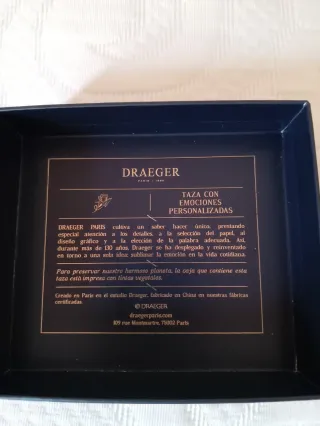 DRAEGER
PARIS · 1886
TAZA CON
EMOCIONES
PERSONALIZADAS
DRAEGER PARIS cultiva un saber hacer único, prestando
especial atención a los detalles, a la selección del papel, al
diseño gráfico y a la elección de la palabra adecuada. Así,
durante más de 130 años, Draeger se ha desplegado y reinventado
en torno a una sola idea: sublimar la emoción en la vida cotidiana.
Para preservar nuestro hermoso planeta, la caja que contiene esta
taza está impresa con tintas vegetales.
Creado en París en el estudio Draeger, fabricado en China en nuestras fábricas
certificadas.
© DRAEGER
draegerparis.com
109 rue Montmartre, 75002 Paris